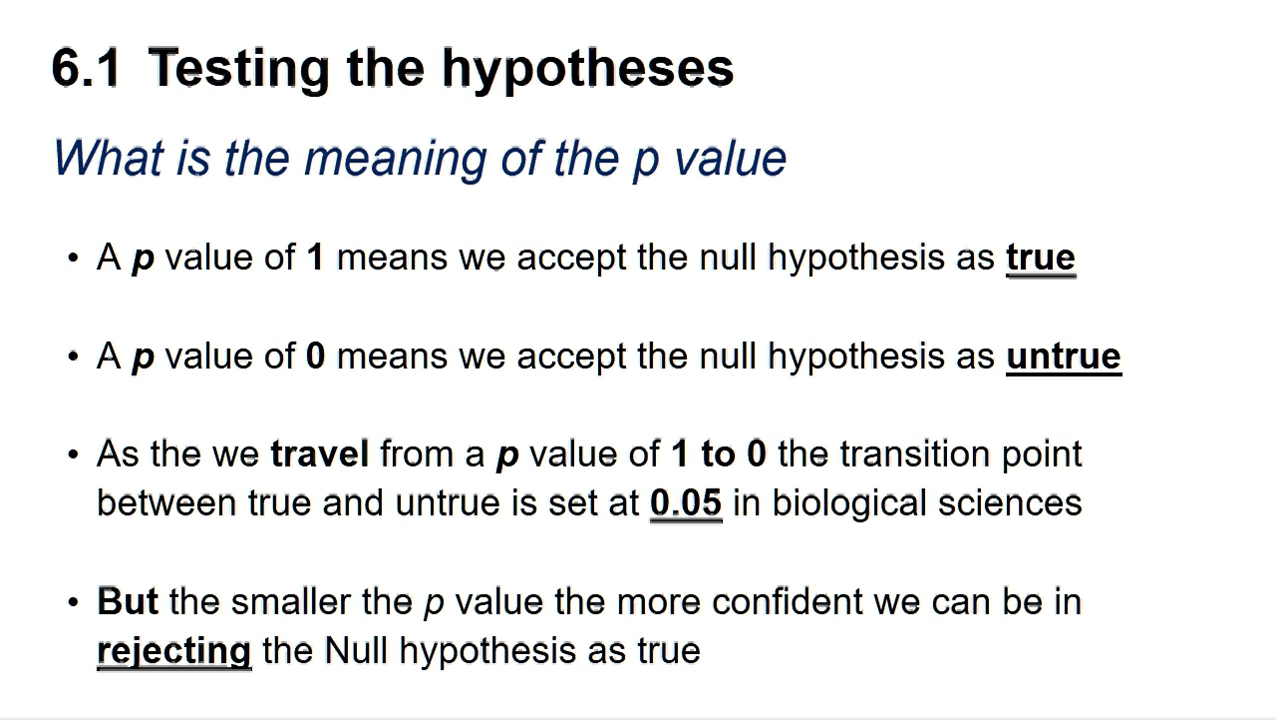 6.1 Testing the hypotheses
What is the meaning of the p value
• A p value of 1 means we accept the null hypothesis as true
• A p value of 0 means we accept the null hypothesis as untrue
• As the we travel from a p value of 1 to 0 the transition point
between true and untrue is set at 0.05 in biological sciences
• But the smaller the p value the more confident we can be in
rejecting the Null hypothesis as true